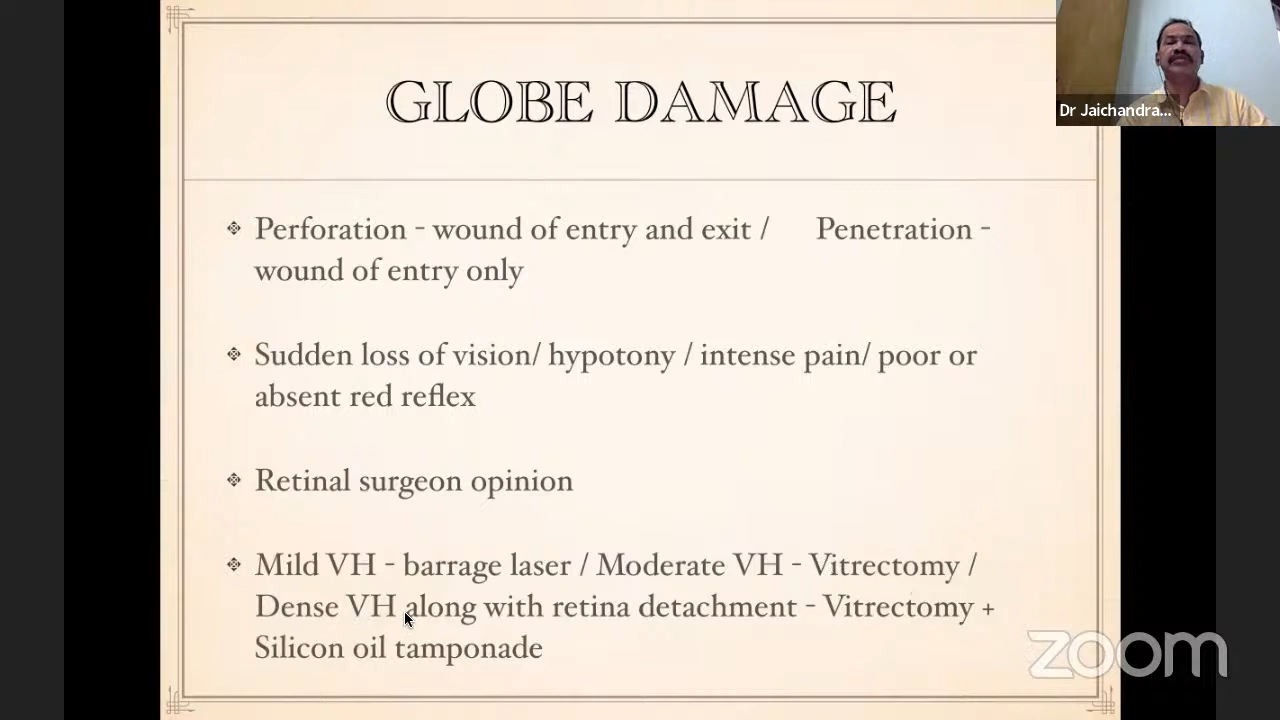 GLOBE DAMAGE
Dr Jaichandra...
Perforation - wound of entry and exit / Penetration -
wound of entry only
Sudden loss of vision/ hypotony / intense pain/ poor or
absent red reflex
Retinal surgeon opinion
Mild VH - barrage laser / Moderate VH - Vitrectomy /
Dense VH along with retina detachment - Vitrectomy +
Silicon oil tamponade
zoom